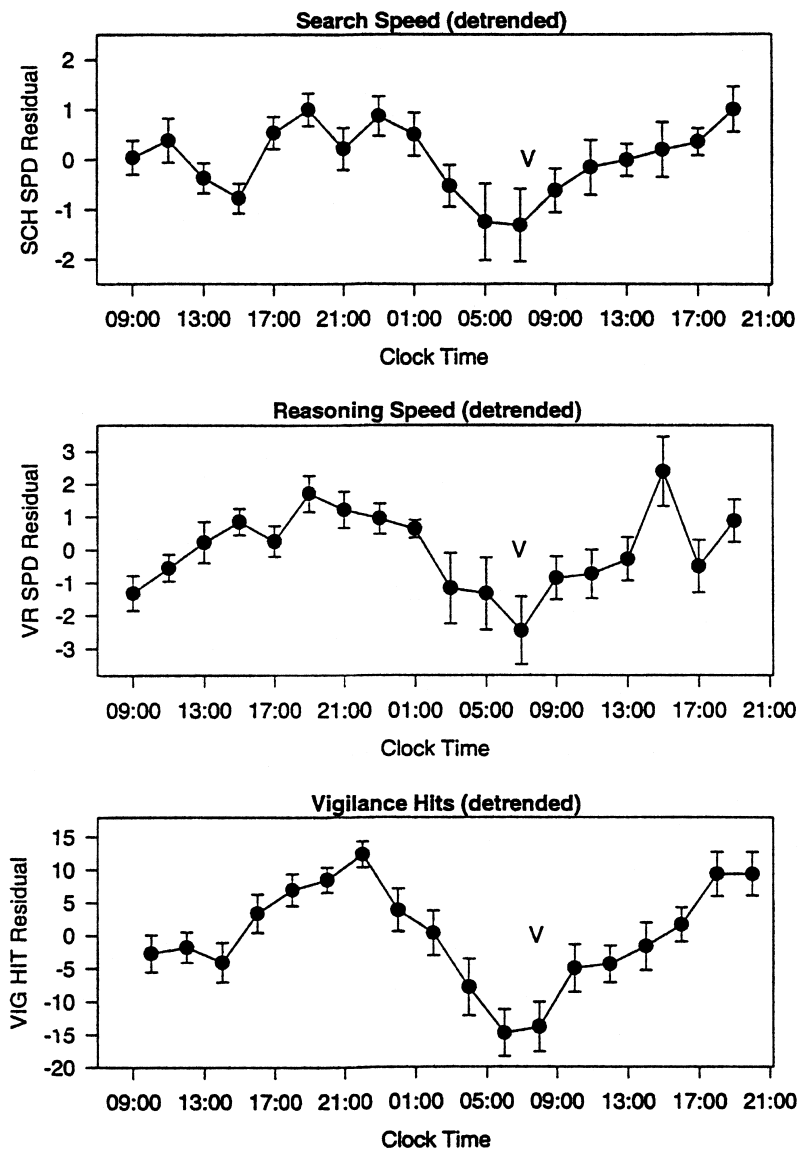 Search Speed (detrended)
SCH SPD Residual
2
1
0
-1
-2
V
09:00 13:00 17:00 21:00 01:00 05:00 09:00 13:00 17:00 21:00
Clock Time
Reasoning Speed (detrended)
VR SPD Residual
3
2
1
0
-1
-2
-3
V
09:00 13:00 17:00 21:00 01:00 05:00 09:00 13:00 17:00 21:00
Clock Time
Vigilance Hits (detrended)
VIG HIT Residual
15
10
5
0
-5
-10
-15
-20
V
09:00 13:00 17:00 21:00 01:00 05:00 09:00 13:00 17:00 21:00
Clock Time